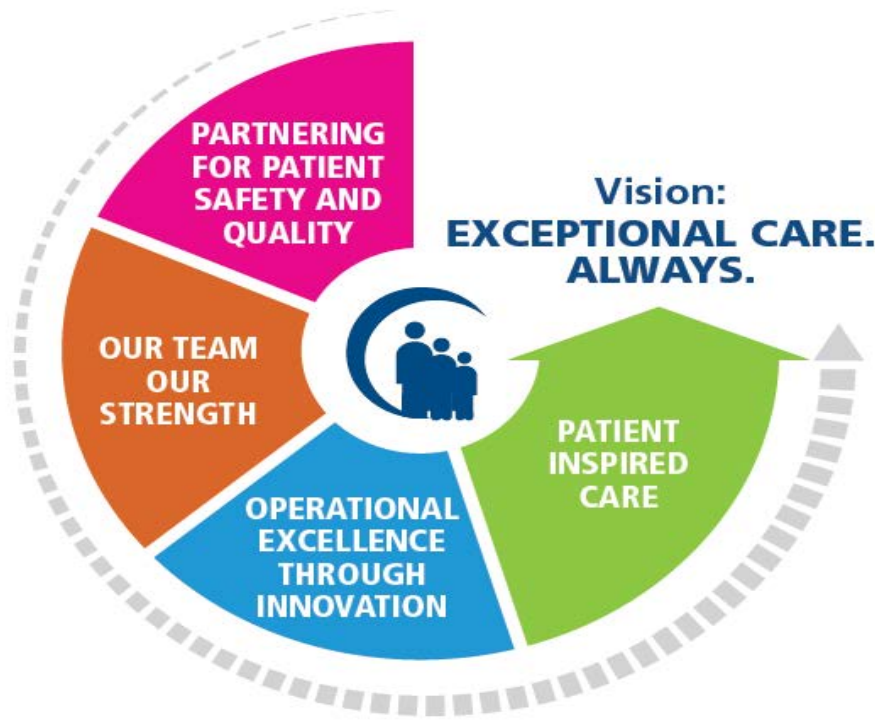 PARTNERING
FOR PATIENT
SAFETY AND
QUALITY
OUR TEAM
OUR
STRENGTH
OPERATIONAL
EXCELLENCE
THROUGH
INNOVATION
PATIENT
INSPIRED
CARE
Vision:
EXCEPTIONAL CARE.
ALWAYS.